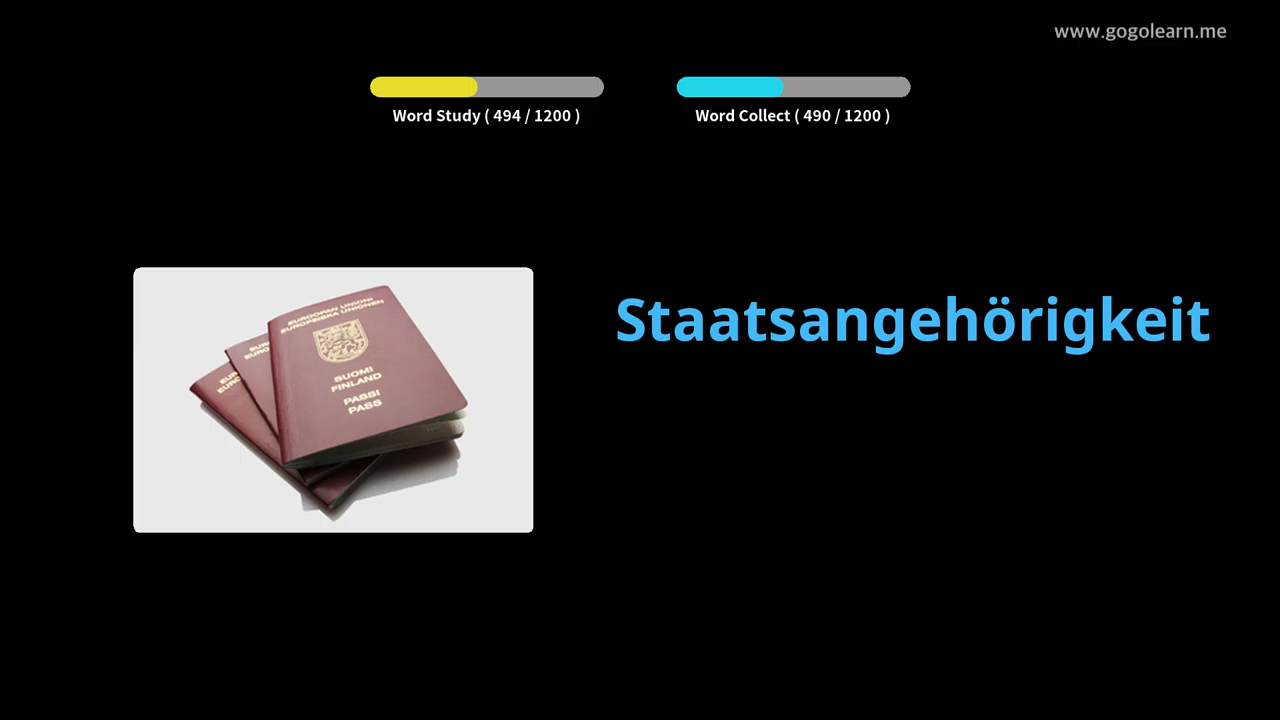 www.gogolearn.me
Word Study ( 494 / 1200 )
Word Collect ( 490 / 1200 )
Staatsangehörigkeit
EUROOPAN UNIONI
EUROPEISKA UNIONEN
SUOMI
FINLAND
PASSI
PASS